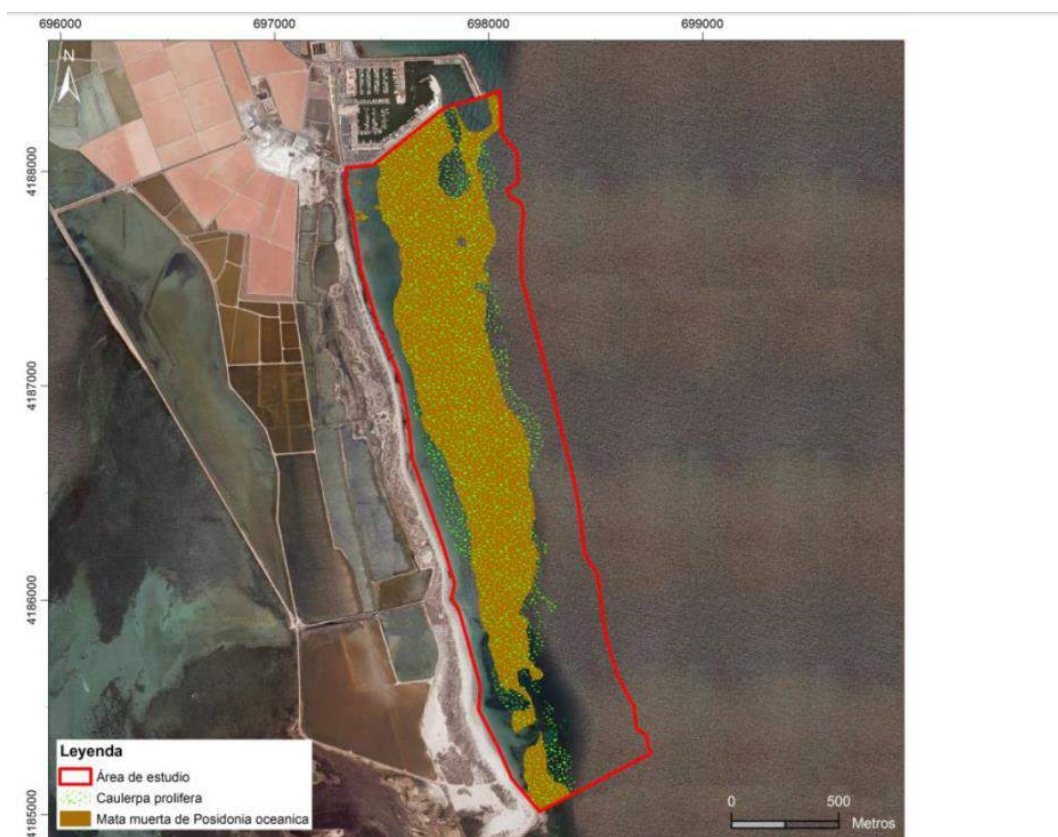 696000 697000 698000 699000
N
4188000
4187000
4186000
4185000
Leyenda
Área de estudio
Caulerpa prolifera
Mata muerta de Posidonia oceanica
0 500
Metros